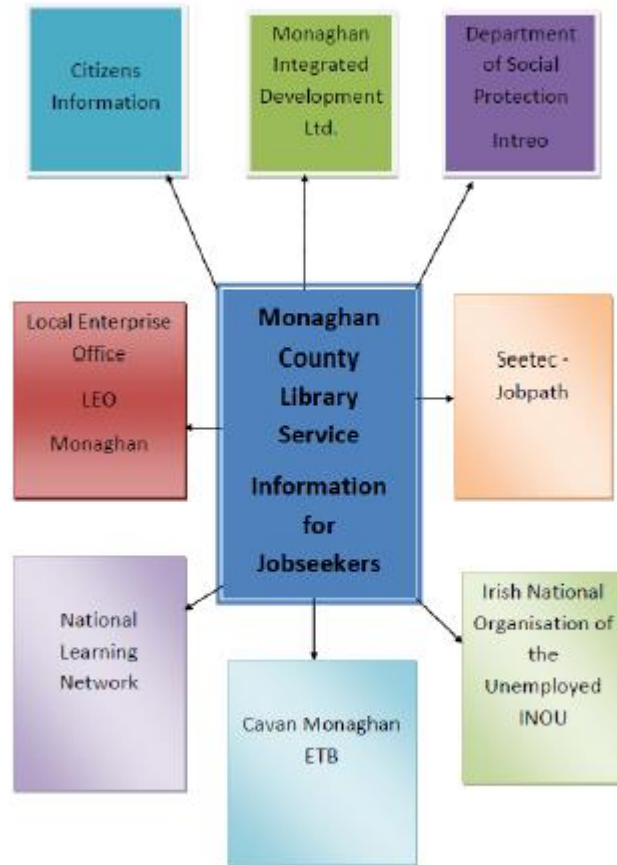 Citizens
Information
Monaghan
Integrated
Development
Ltd.
Department
of Social
Protection
Intreo
Local Enterprise
Office
LEO
Monaghan
Monaghan
County
Library
Service
Information
for
Jobseekers
Seetec -
Jobpath
National
Learning
Network
Cavan Monaghan
ETB
Irish National
Organisation of
the
Unemployed
INOU